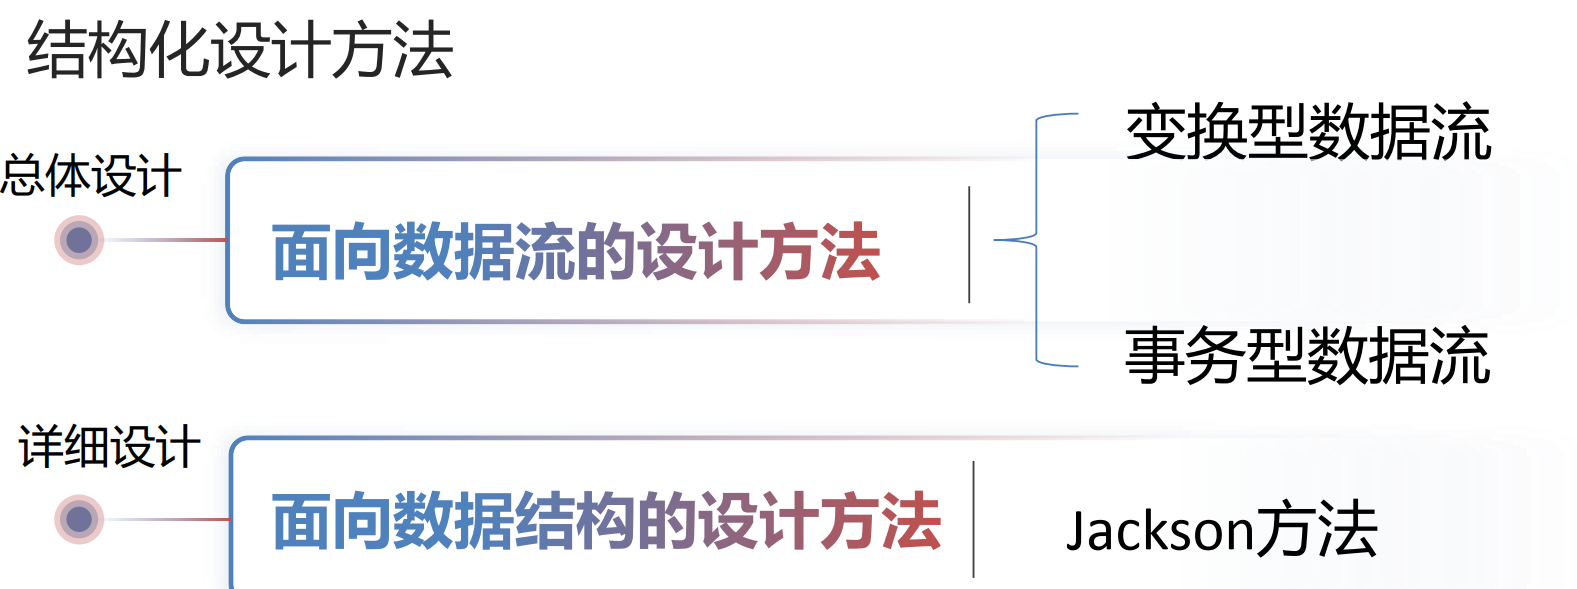 结构化设计方法
总体设计
面向数据流的设计方法
变换型数据流
事务型数据流
详细设计
面向数据结构的设计方法
Jackson方法